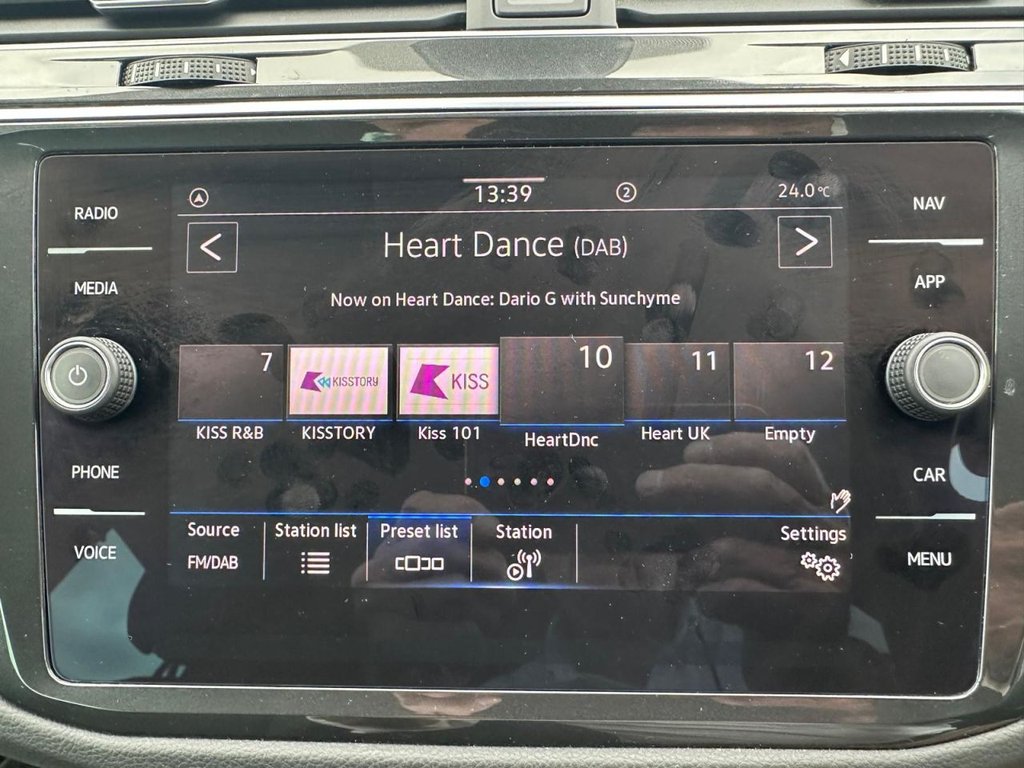 13:39
2
24.0°C
RADIO
NAV
Heart Dance (DAB)
MEDIA
APP
Now on Heart Dance: Dario G with Sunchyme
7
KISSTORY
KISS
10
11
12
KISS R&B
KISSTORY
Kiss 101
HeartDnc
Heart UK
Empty
PHONE
CAR
Source
Station list
Preset list
Station
Settings
FM/DAB
VOICE
MENU